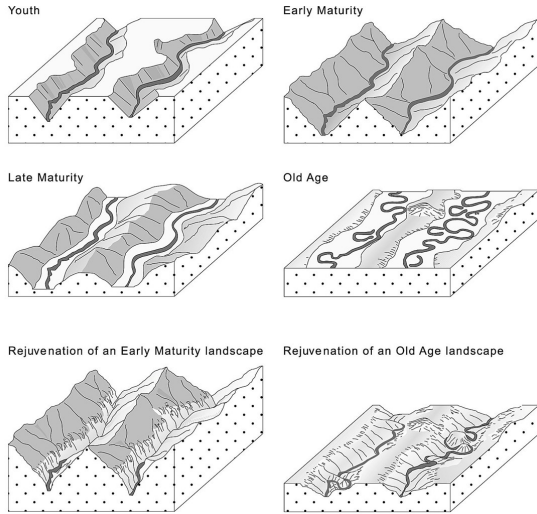 Youth
Early Maturity
Late Maturity
Old Age
Rejuvenation of an Early Maturity landscape
Rejuvenation of an Old Age landscape